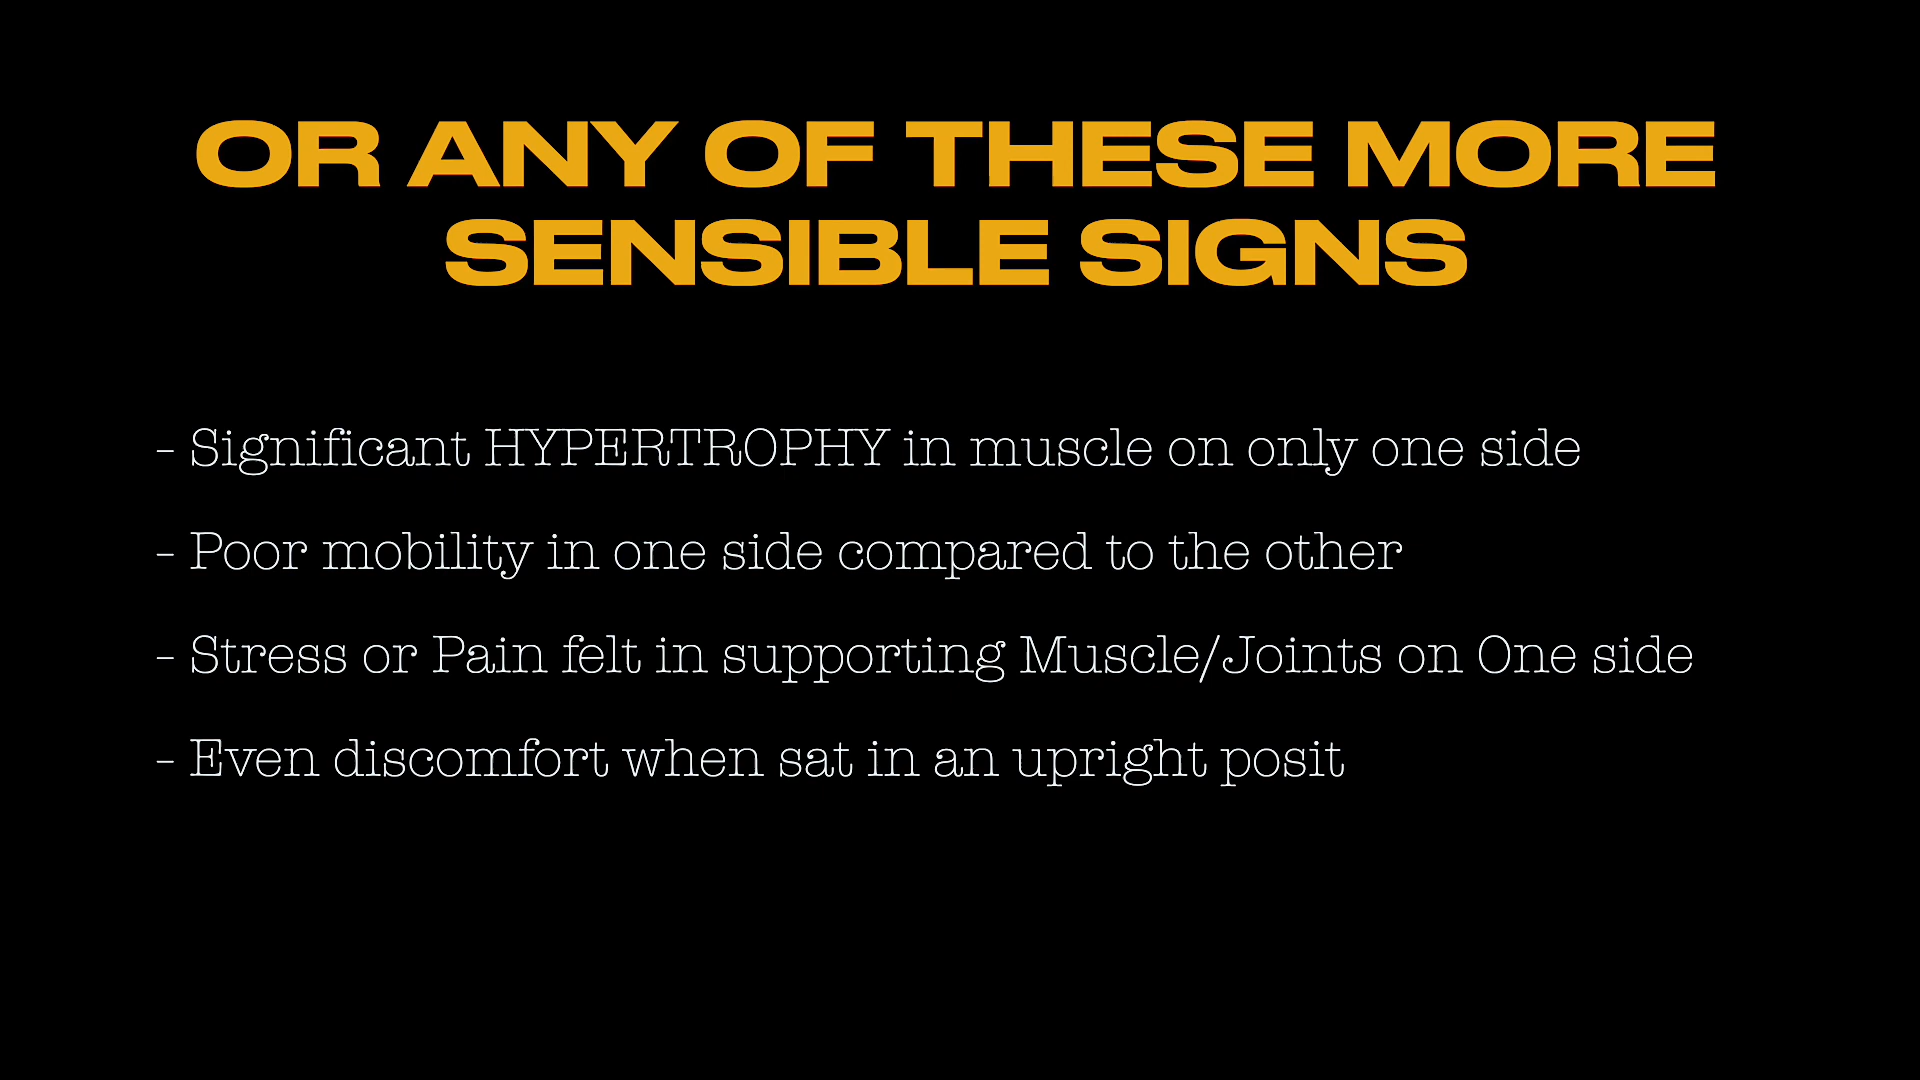 OR ANY OF THESE MORE
SENSIBLE SIGNS
- Significant HYPERTROPHY in muscle on only one side
- Poor mobility in one side compared to the other
- Stress or Pain felt in supporting Muscle/Joints on One side
- Even discomfort when sat in an upright posit